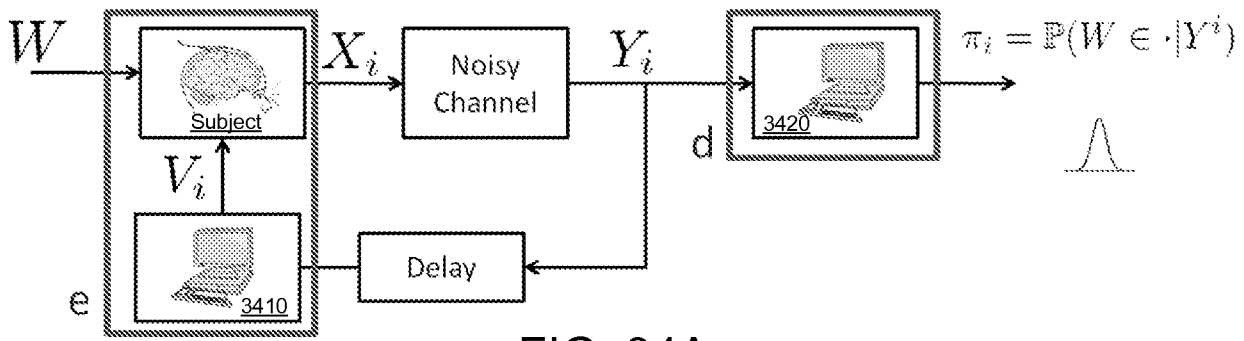 W
Subject
X_i
Noisy
Channel
Y_i
3420
d
π_i = ℙ(W ∈ ·|Y^i)
V_i
3410
e
Delay